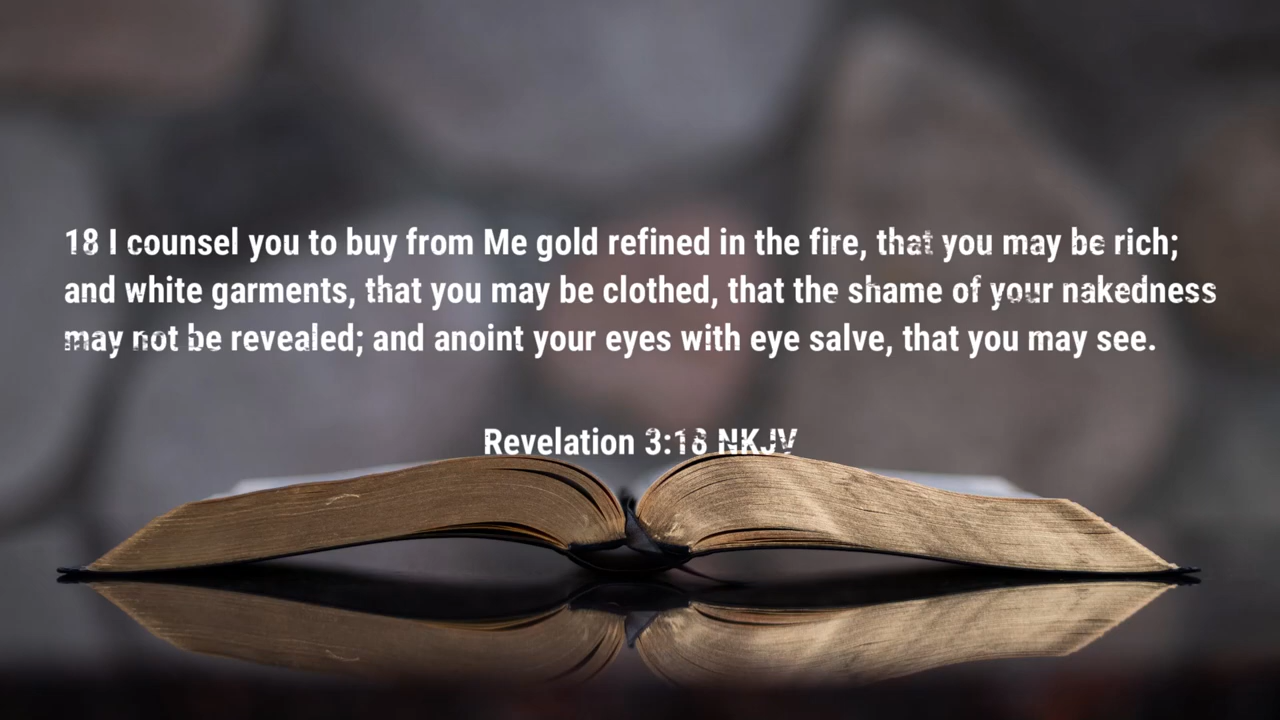 18 I counsel you to buy from Me gold refined in the fire, that you may be rich;
and white garments, that you may be clothed, that the shame of your nakedness
may not be revealed; and anoint your eyes with eye salve, that you may see.
Revelation 3:18 NKJV